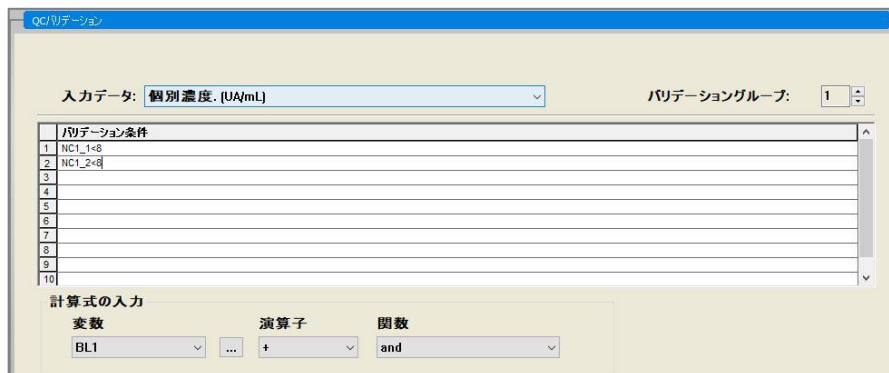 QC/バリデーション
入力データ: 個別濃度. (UA/mL) バリデーショングループ: 1
バリデーション条件
1 NC1_1<8
2 NC1_2<8
3
4
5
6
7
8
9
10
計算式の入力
変数 演算子 関数
BL1 ... + and